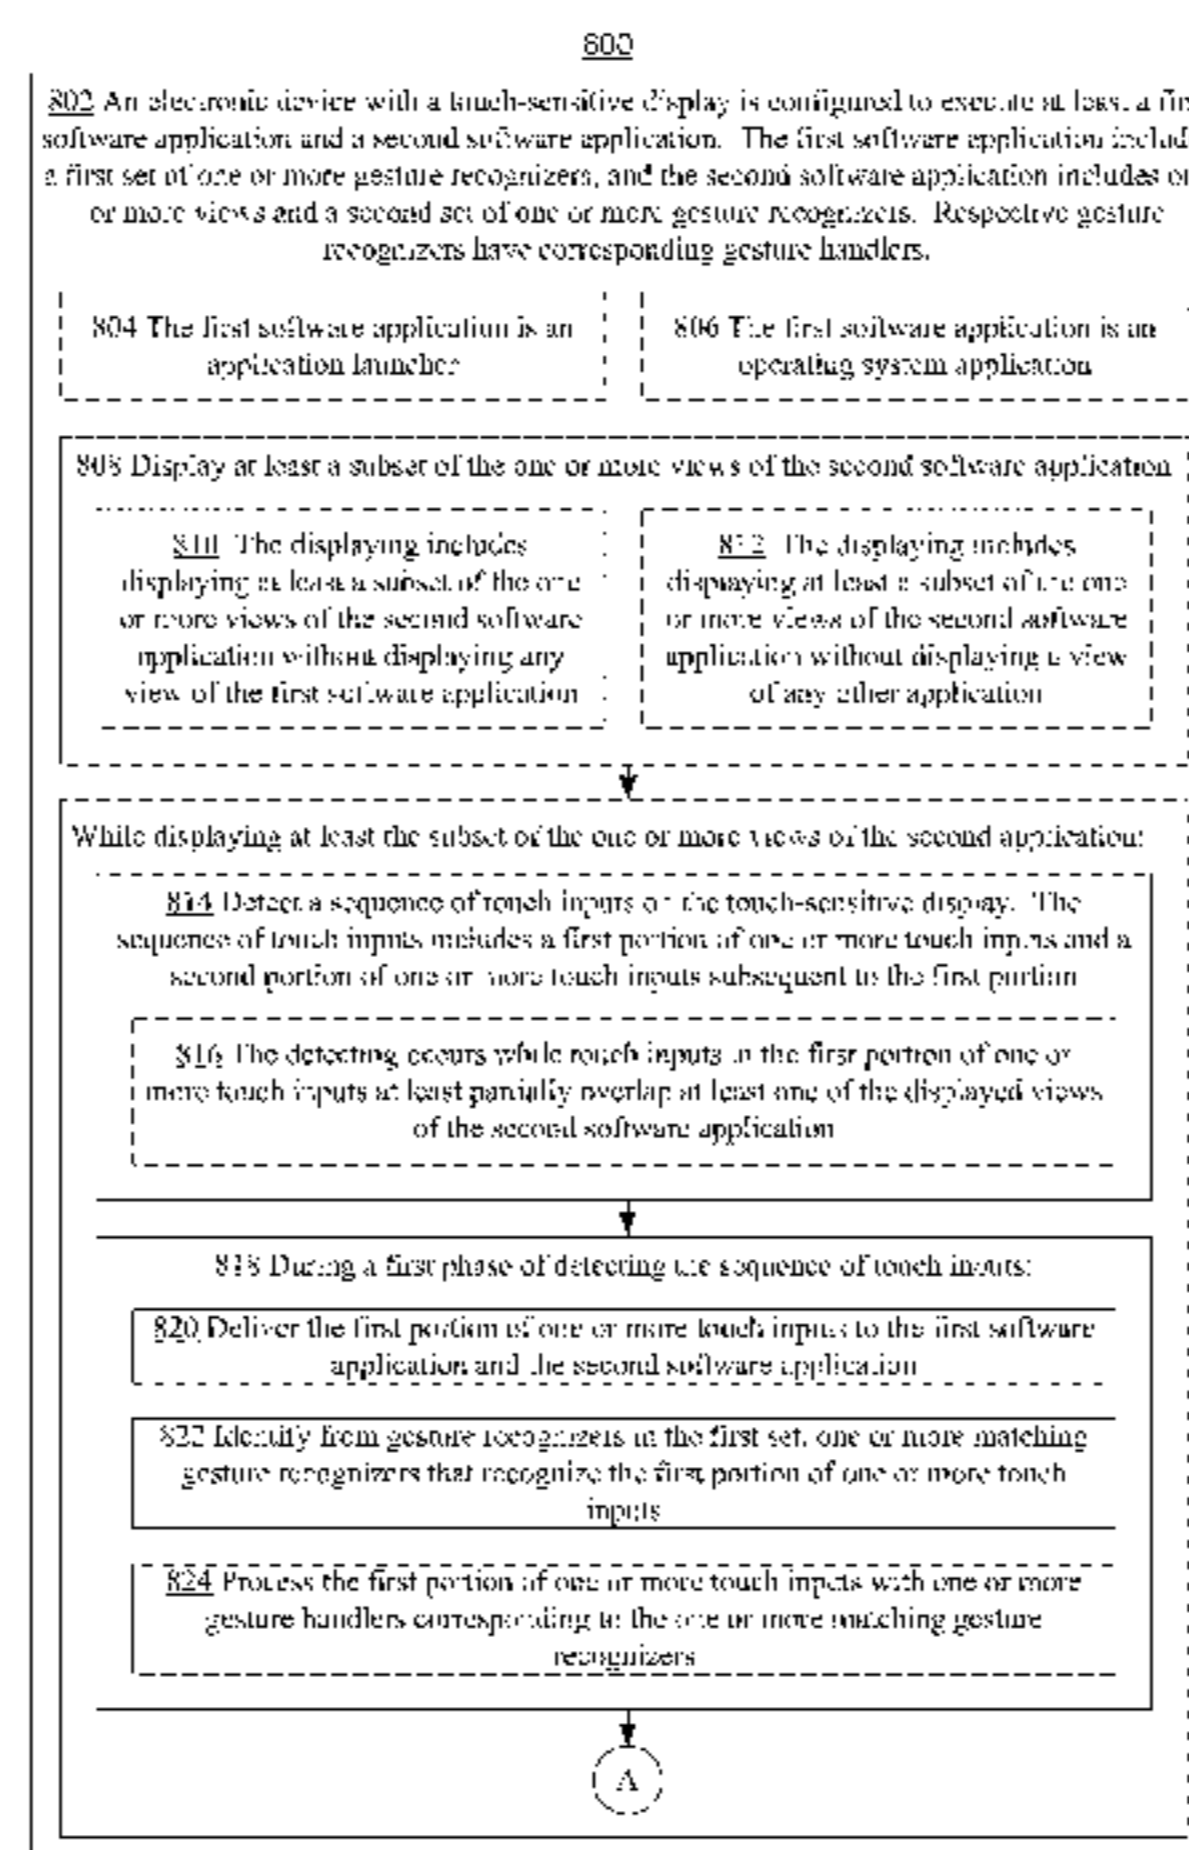 800
802 An electronic device with a touch-sensitive display is configured to execute at least a fir
software application and a second software application. The first software application includ
a first set of one or more gesture recognizers, and the second software application includes on
or more views and a second set of one or more gesture recognizers. Respective gesture
recognizers have corresponding gesture handlers.
804 The first software application is an
application launcher
806 The first software application is an
operating system application
808 Display at least a subset of the one or more views of the second software application
810 The displaying includes
displaying at least a subset of the one
or more views of the second software
application without displaying any
view of the first software application
812 The displaying includes
displaying at least a subset of the one
or more views of the second software
application without displaying a view
of any other application
While displaying at least the subset of the one or more views of the second application:
814 Detect a sequence of touch inputs on the touch-sensitive display. The
sequence of touch inputs includes a first portion of one or more touch inputs and a
second portion of one or more touch inputs subsequent to the first portion
816 The detecting occurs while touch inputs in the first portion of one or
more touch inputs at least partially overlap at least one of the displayed views
of the second software application
818 During a first phase of detecting the sequence of touch inputs:
820 Deliver the first portion of one or more touch inputs to the first software
application and the second software application
822 Identify from gesture recognizers in the first set, one or more matching
gesture recognizers that recognize the first portion of one or more touch
inputs
824 Process the first portion of one or more touch inputs with one or more
gesture handlers corresponding to the one or more matching gesture
recognizers
A